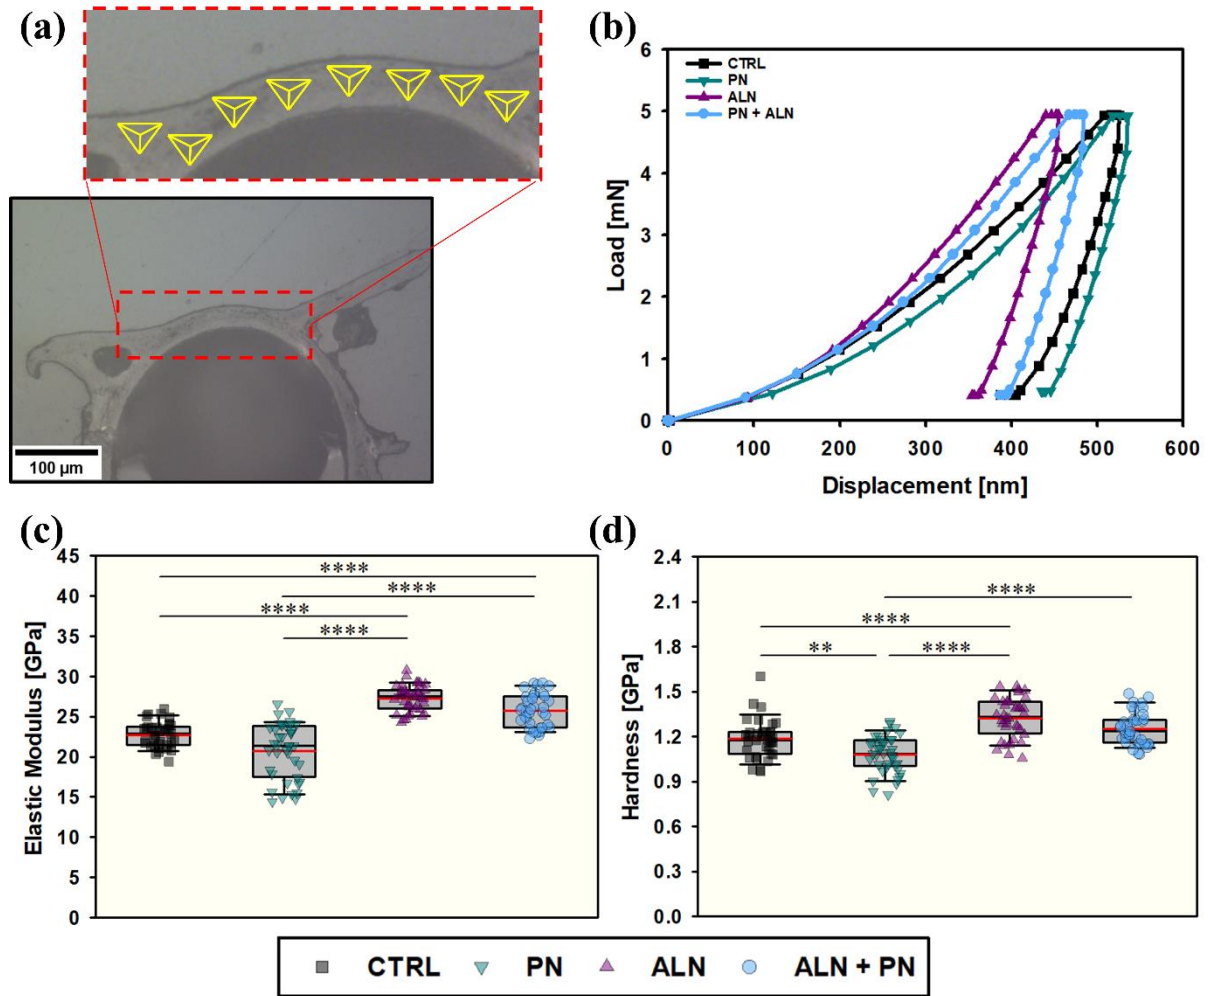 (a)
100 µm
(b)
6
5
4
3
2
1
0
Load [mN]
CTRL
PN
ALN
PN + ALN
0 100 200 300 400 500 600
Displacement [nm]
(c)
45
40
35
30
25
20
15
10
5
0
Elastic Modulus [GPa]
****
****
****
****
(d)
2.4
2.1
1.8
1.5
1.2
0.9
0.6
0.3
0.0
Hardness [GPa]
****
****
** ****
CTRL PN ALN ALN + PN